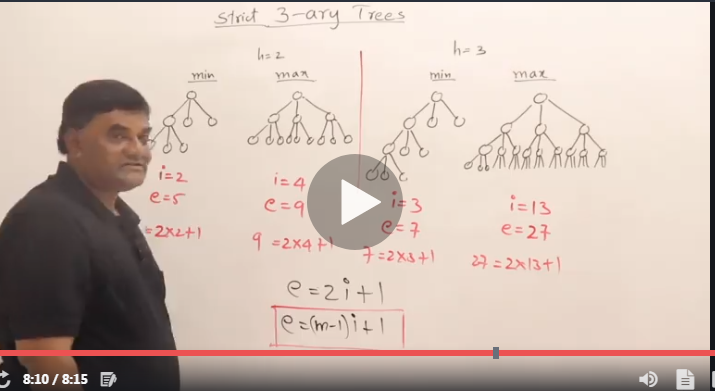 Strict 3-ary Trees
h=2
h=3
min
max
min
max
i=2
e=5
=2x2+1
i=4
e=9
9 =2x4+1
i=3
e=7
7=2x3+1
i=13
e=27
27=2x13+1
e=2i+1
e=(m-1)i+1
8:10 / 8:15